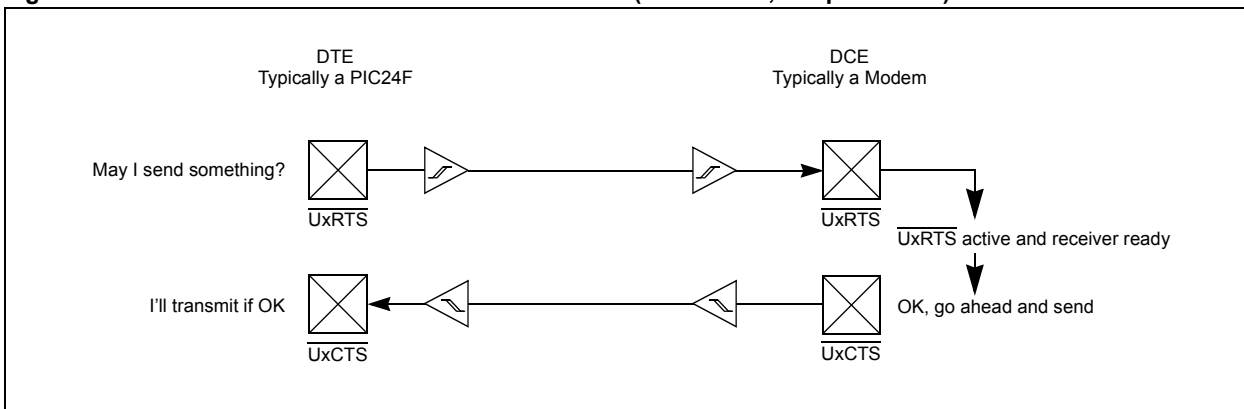 DTE
Typically a PIC24F
DCE
Typically a Modem
May I send something?
UxRTS
UxRTS
UxRTS active and receiver ready
I'll transmit if OK
OK, go ahead and send
UxCTS
UxCTS